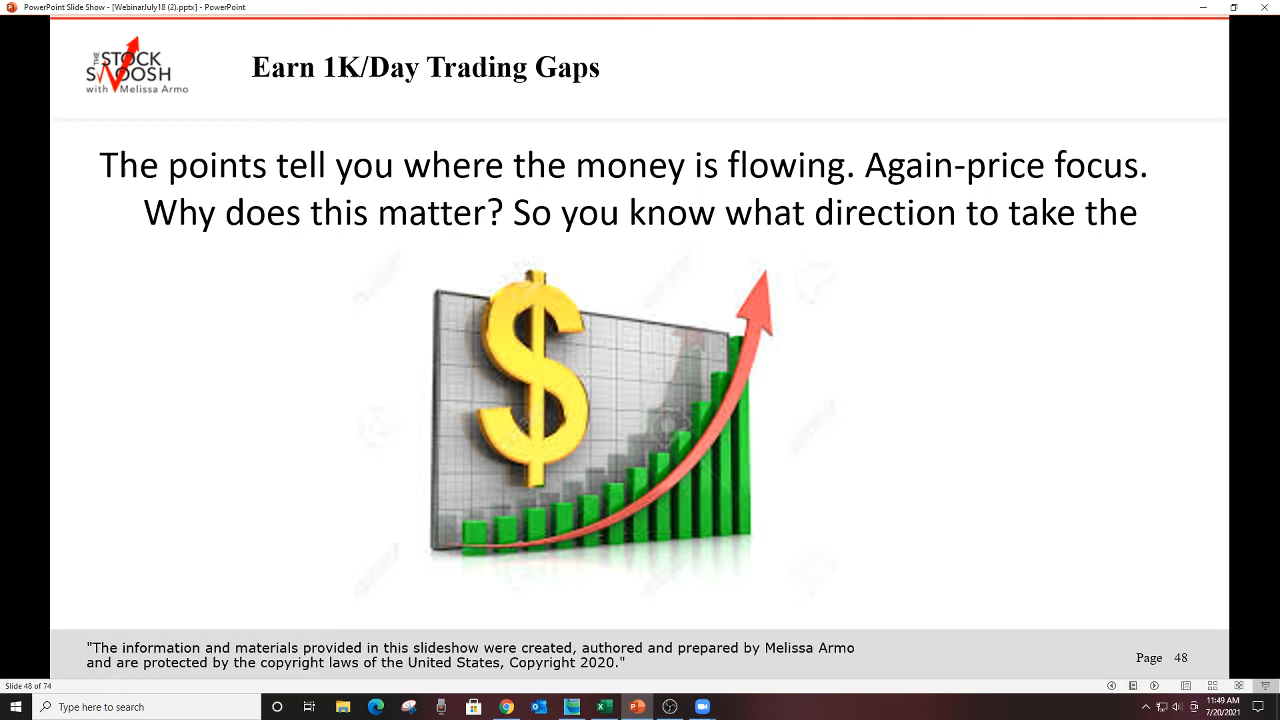 PowerPoint Slide Show - [WebinarJuly18 (2).pptx] - PowerPoint
THE
STOCK
SWOOSH
with Melissa Armo
Earn 1K/Day Trading Gaps
The points tell you where the money is flowing. Again-price focus.
Why does this matter? So you know what direction to take the
$
"The information and materials provided in this slideshow were created, authored and prepared by Melissa Armo
and are protected by the copyright laws of the United States, Copyright 2020."
Page 48
Slide 48 of 74
Type here to search
11:49 AM
7/20/2021